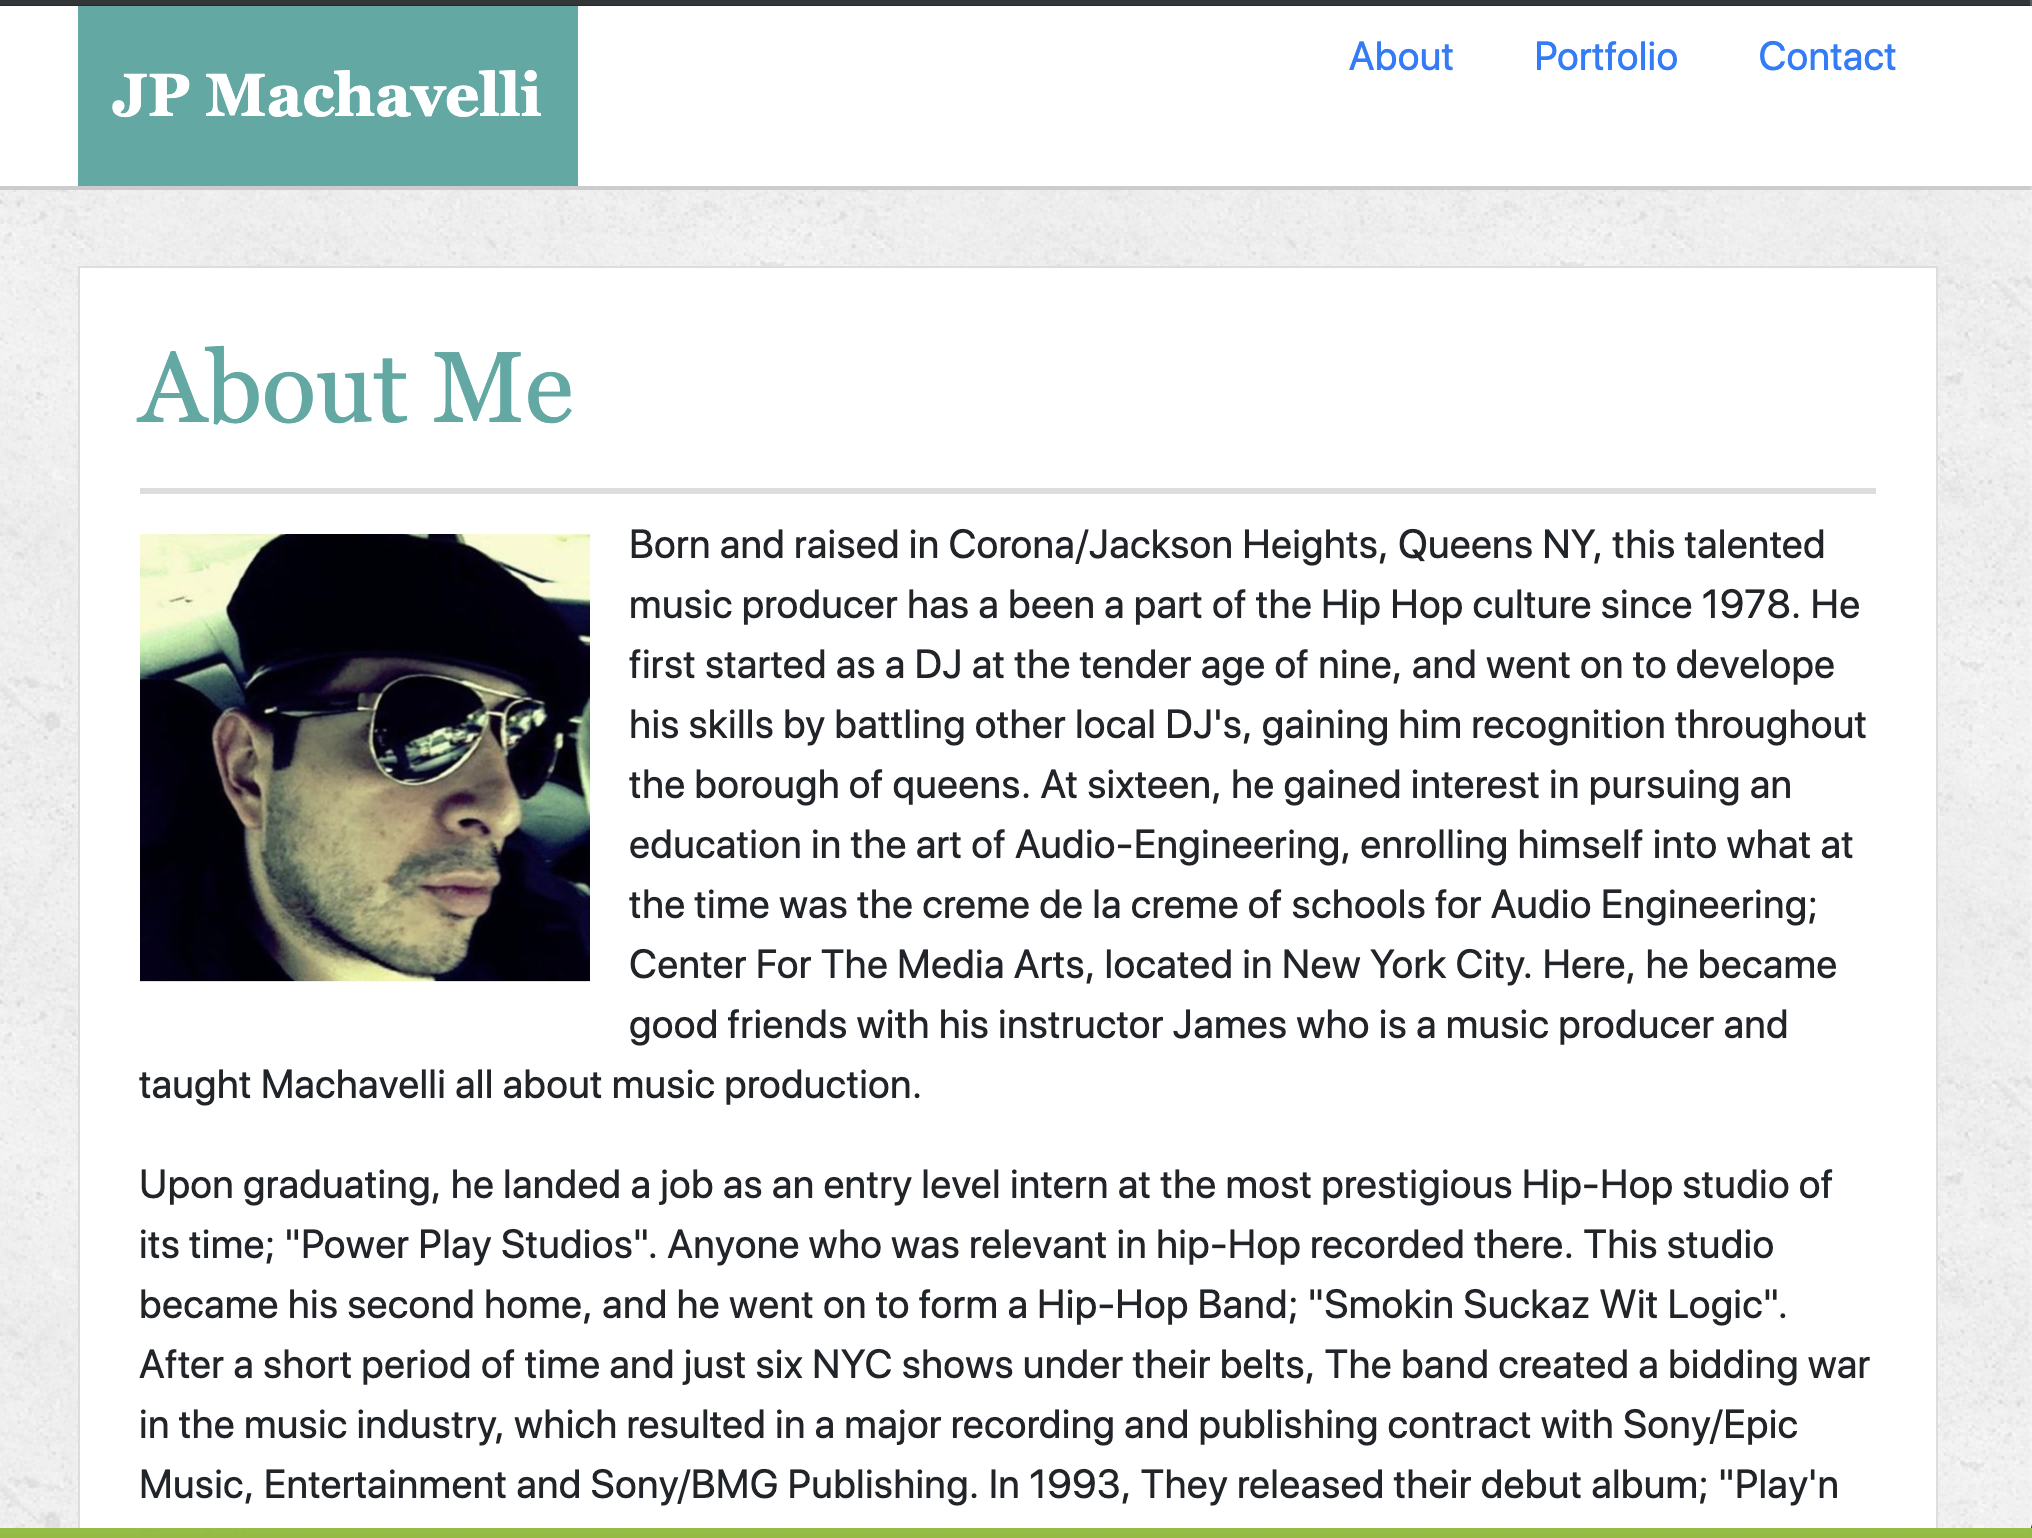 JP Machavelli
About Portfolio Contact
About Me
Born and raised in Corona/Jackson Heights, Queens NY, this talented
music producer has a been a part of the Hip Hop culture since 1978. He
first started as a DJ at the tender age of nine, and went on to develope
his skills by battling other local DJ's, gaining him recognition throughout
the borough of queens. At sixteen, he gained interest in pursuing an
education in the art of Audio-Engineering, enrolling himself into what at
the time was the creme de la creme of schools for Audio Engineering;
Center For The Media Arts, located in New York City. Here, he became
good friends with his instructor James who is a music producer and
taught Machavelli all about music production.
Upon graduating, he landed a job as an entry level intern at the most prestigious Hip-Hop studio of
its time; "Power Play Studios". Anyone who was relevant in hip-Hop recorded there. This studio
became his second home, and he went on to form a Hip-Hop Band; "Smokin Suckaz Wit Logic".
After a short period of time and just six NYC shows under their belts, The band created a bidding war
in the music industry, which resulted in a major recording and publishing contract with Sony/Epic
Music, Entertainment and Sony/BMG Publishing. In 1993, They released their debut album; "Play'n